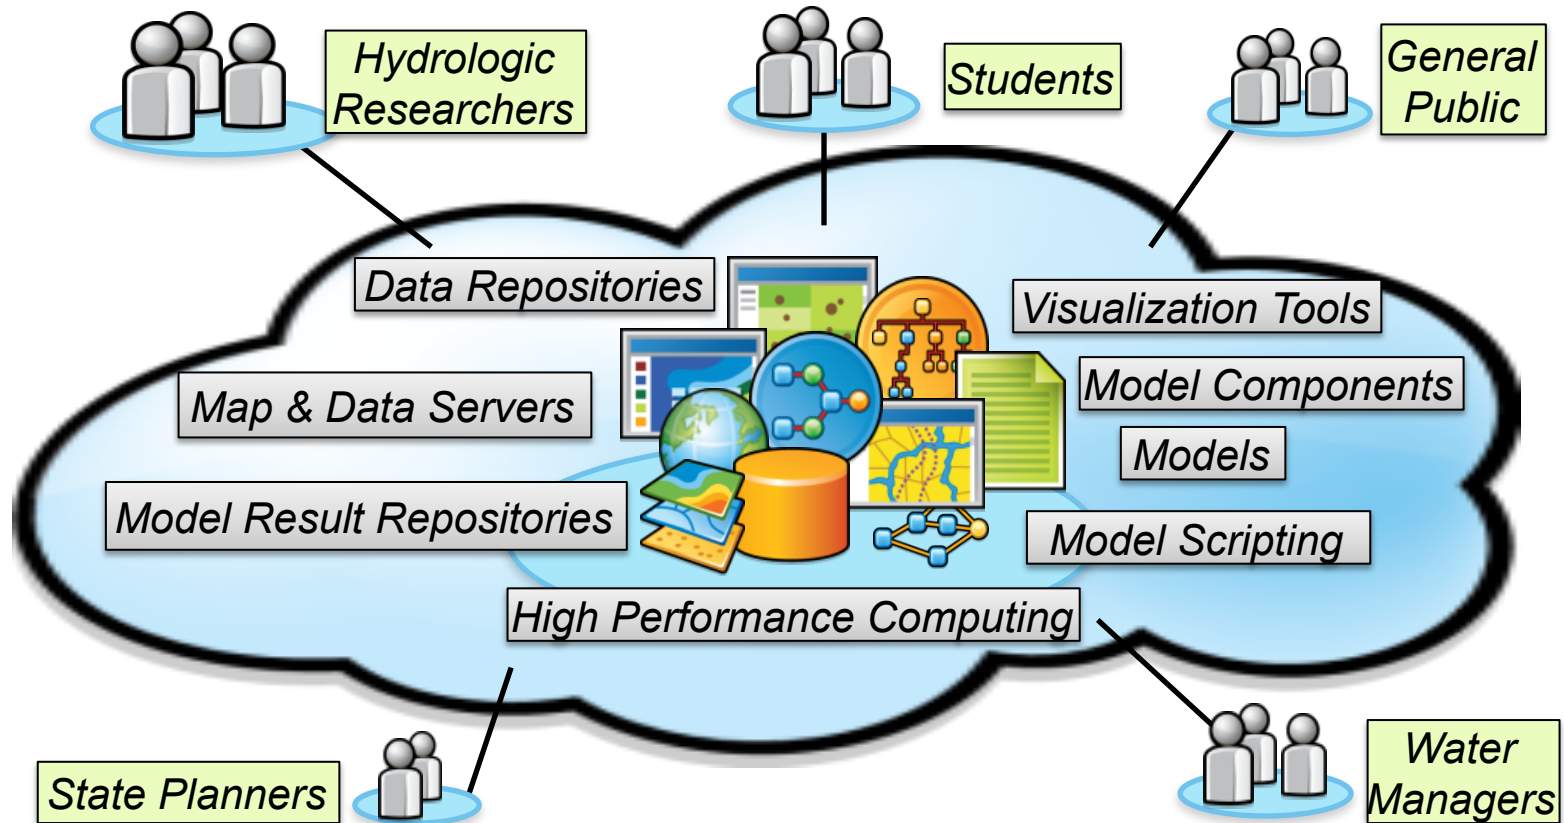 Hydrologic
Researchers
Students
General
Public
Data Repositories
Visualization Tools
Map & Data Servers
Model Components
Models
Model Result Repositories
Model Scripting
High Performance Computing
State Planners
Water
Managers